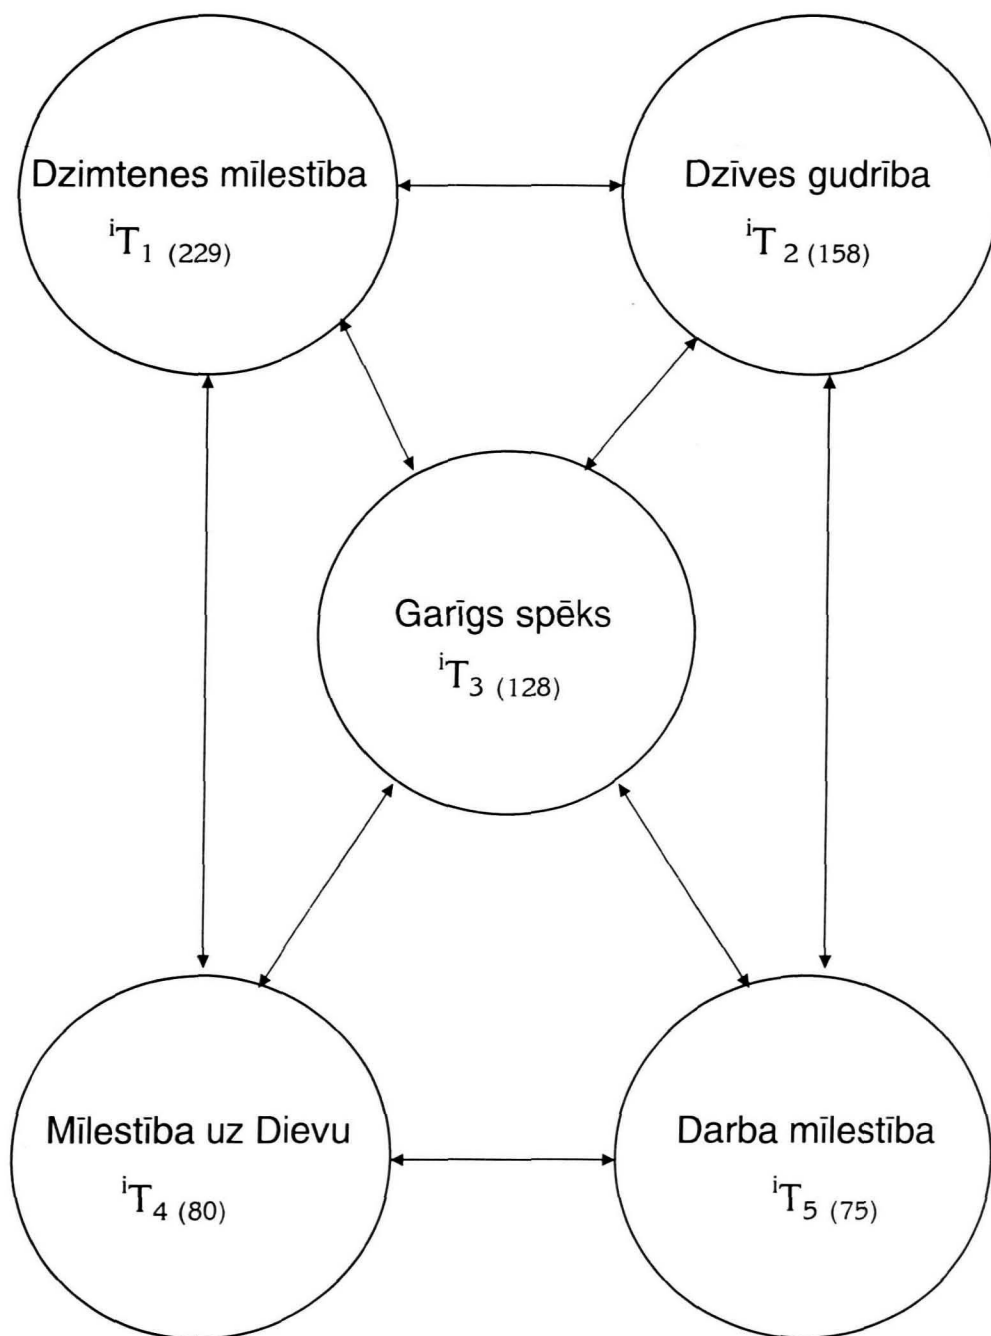 Dzimtenes mīlestība
ⁱT₁ (229)
Dzīves gudrība
ⁱT₂ (158)
Garīgs spēks
ⁱT₃ (128)
Mīlestība uz Dievu
ⁱT₄ (80)
Darba mīlestība
ⁱT₅ (75)